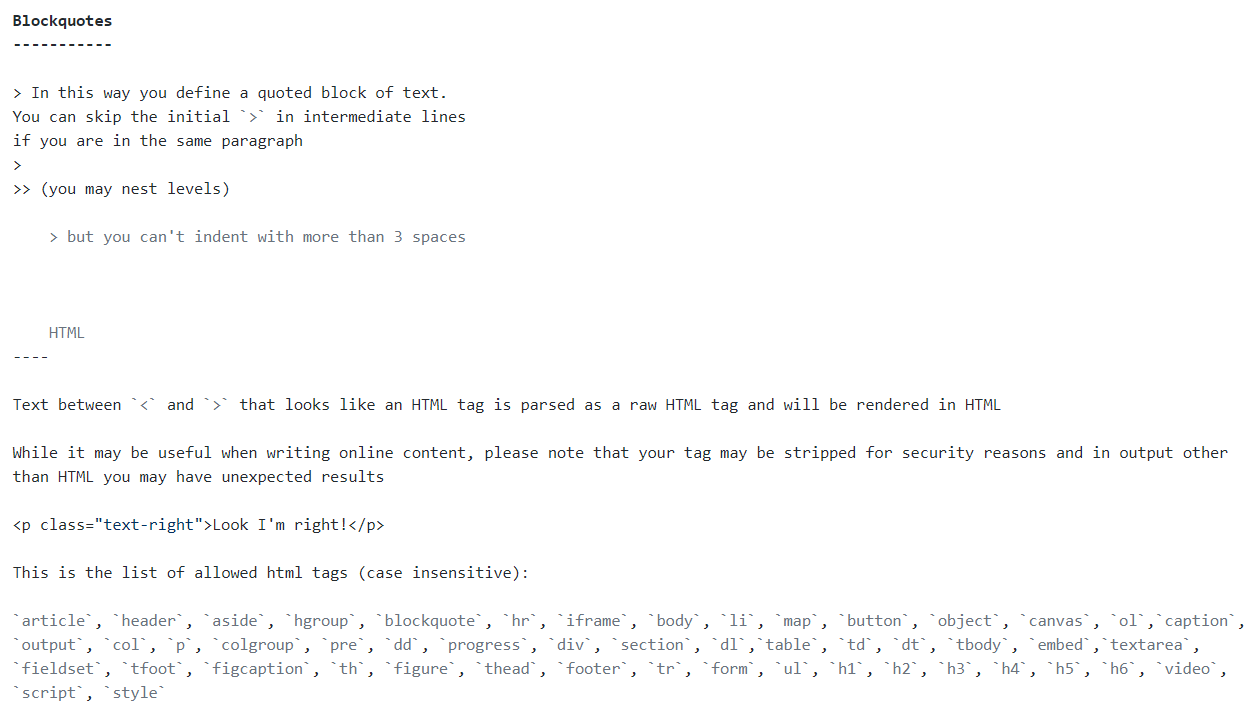 Blockquotes
-----------
> In this way you define a quoted block of text.
You can skip the initial `>` in intermediate lines
if you are in the same paragraph
>
>> (you may nest levels)
    > but you can't indent with more than 3 spaces
    HTML
----
Text between `<` and `>` that looks like an HTML tag is parsed as a raw HTML tag and will be rendered in HTML
While it may be useful when writing online content, please note that your tag may be stripped for security reasons and in output other
than HTML you may have unexpected results
<p class="text-right">Look I'm right!</p>
This is the list of allowed html tags (case insensitive):
`article`, `header`, `aside`, `hgroup`, `blockquote`, `hr`, `iframe`, `body`, `li`, `map`, `button`, `object`, `canvas`, `ol`,`caption`,
`output`, `col`, `p`, `colgroup`, `pre`, `dd`, `progress`, `div`, `section`, `dl`,`table`, `td`, `dt`, `tbody`, `embed`,`textarea`,
`fieldset`, `tfoot`, `figcaption`, `th`, `figure`, `thead`, `footer`, `tr`, `form`, `ul`, `h1`, `h2`, `h3`, `h4`, `h5`, `h6`, `video`,
`script`, `style`